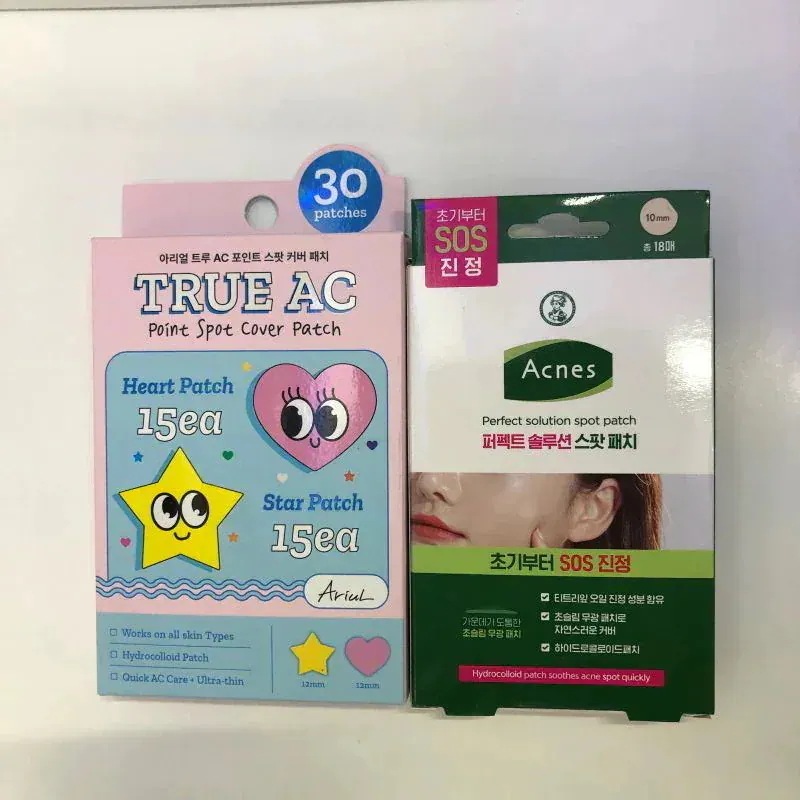 30
patches
아리얼 트루 AC 포인트 스팟 커버 패치
TRUE AC
Point Spot Cover Patch
Heart Patch
15ea
Star Patch
15ea
Ariul
Works on all skin Types
Hydrocolloid Patch
Quick AC Care + Ultra-thin
12mm
12mm
초기부터
SOS
진정
10mm
총 18매
Acnes
Perfect solution spot patch
퍼펙트 솔루션 스팟 패치
초기부터 SOS 진정
가운데가 도톰한
초슬림 무광 패치
티트리잎 오일 진정 성분 함유
초슬림 무광 패치로
자연스러운 커버
하이드로콜로이드패치
Hydrocolloid patch soothes acne spot quickly